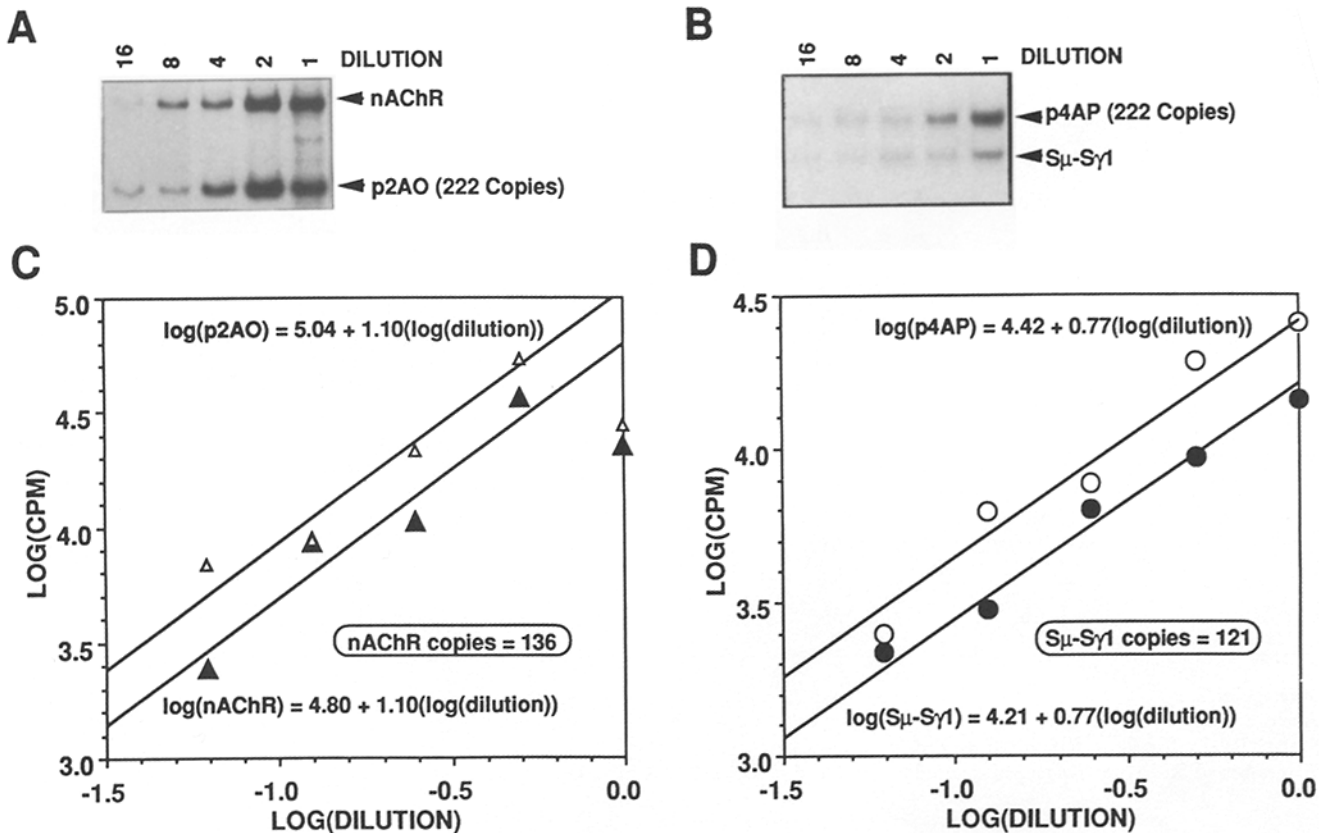 A
16 8 4 2 1 DILUTION
nAChR
p2AO (222 Copies)
B
16 8 4 2 1 DILUTION
p4AP (222 Copies)
Sμ-Sγ1
C
5.0
4.5
4.0
3.5
3.0
LOG(CPM)
log(p2AO) = 5.04 + 1.10(log(dilution))
nAChR copies = 136
log(nAChR) = 4.80 + 1.10(log(dilution))
-1.5 -1.0 -0.5 0.0
LOG(DILUTION)
D
4.5
4.0
3.5
3.0
LOG(CPM)
log(p4AP) = 4.42 + 0.77(log(dilution))
Sμ-Sγ1 copies = 121
log(Sμ-Sγ1) = 4.21 + 0.77(log(dilution))
-1.5 -1.0 -0.5 0.0
LOG(DILUTION)